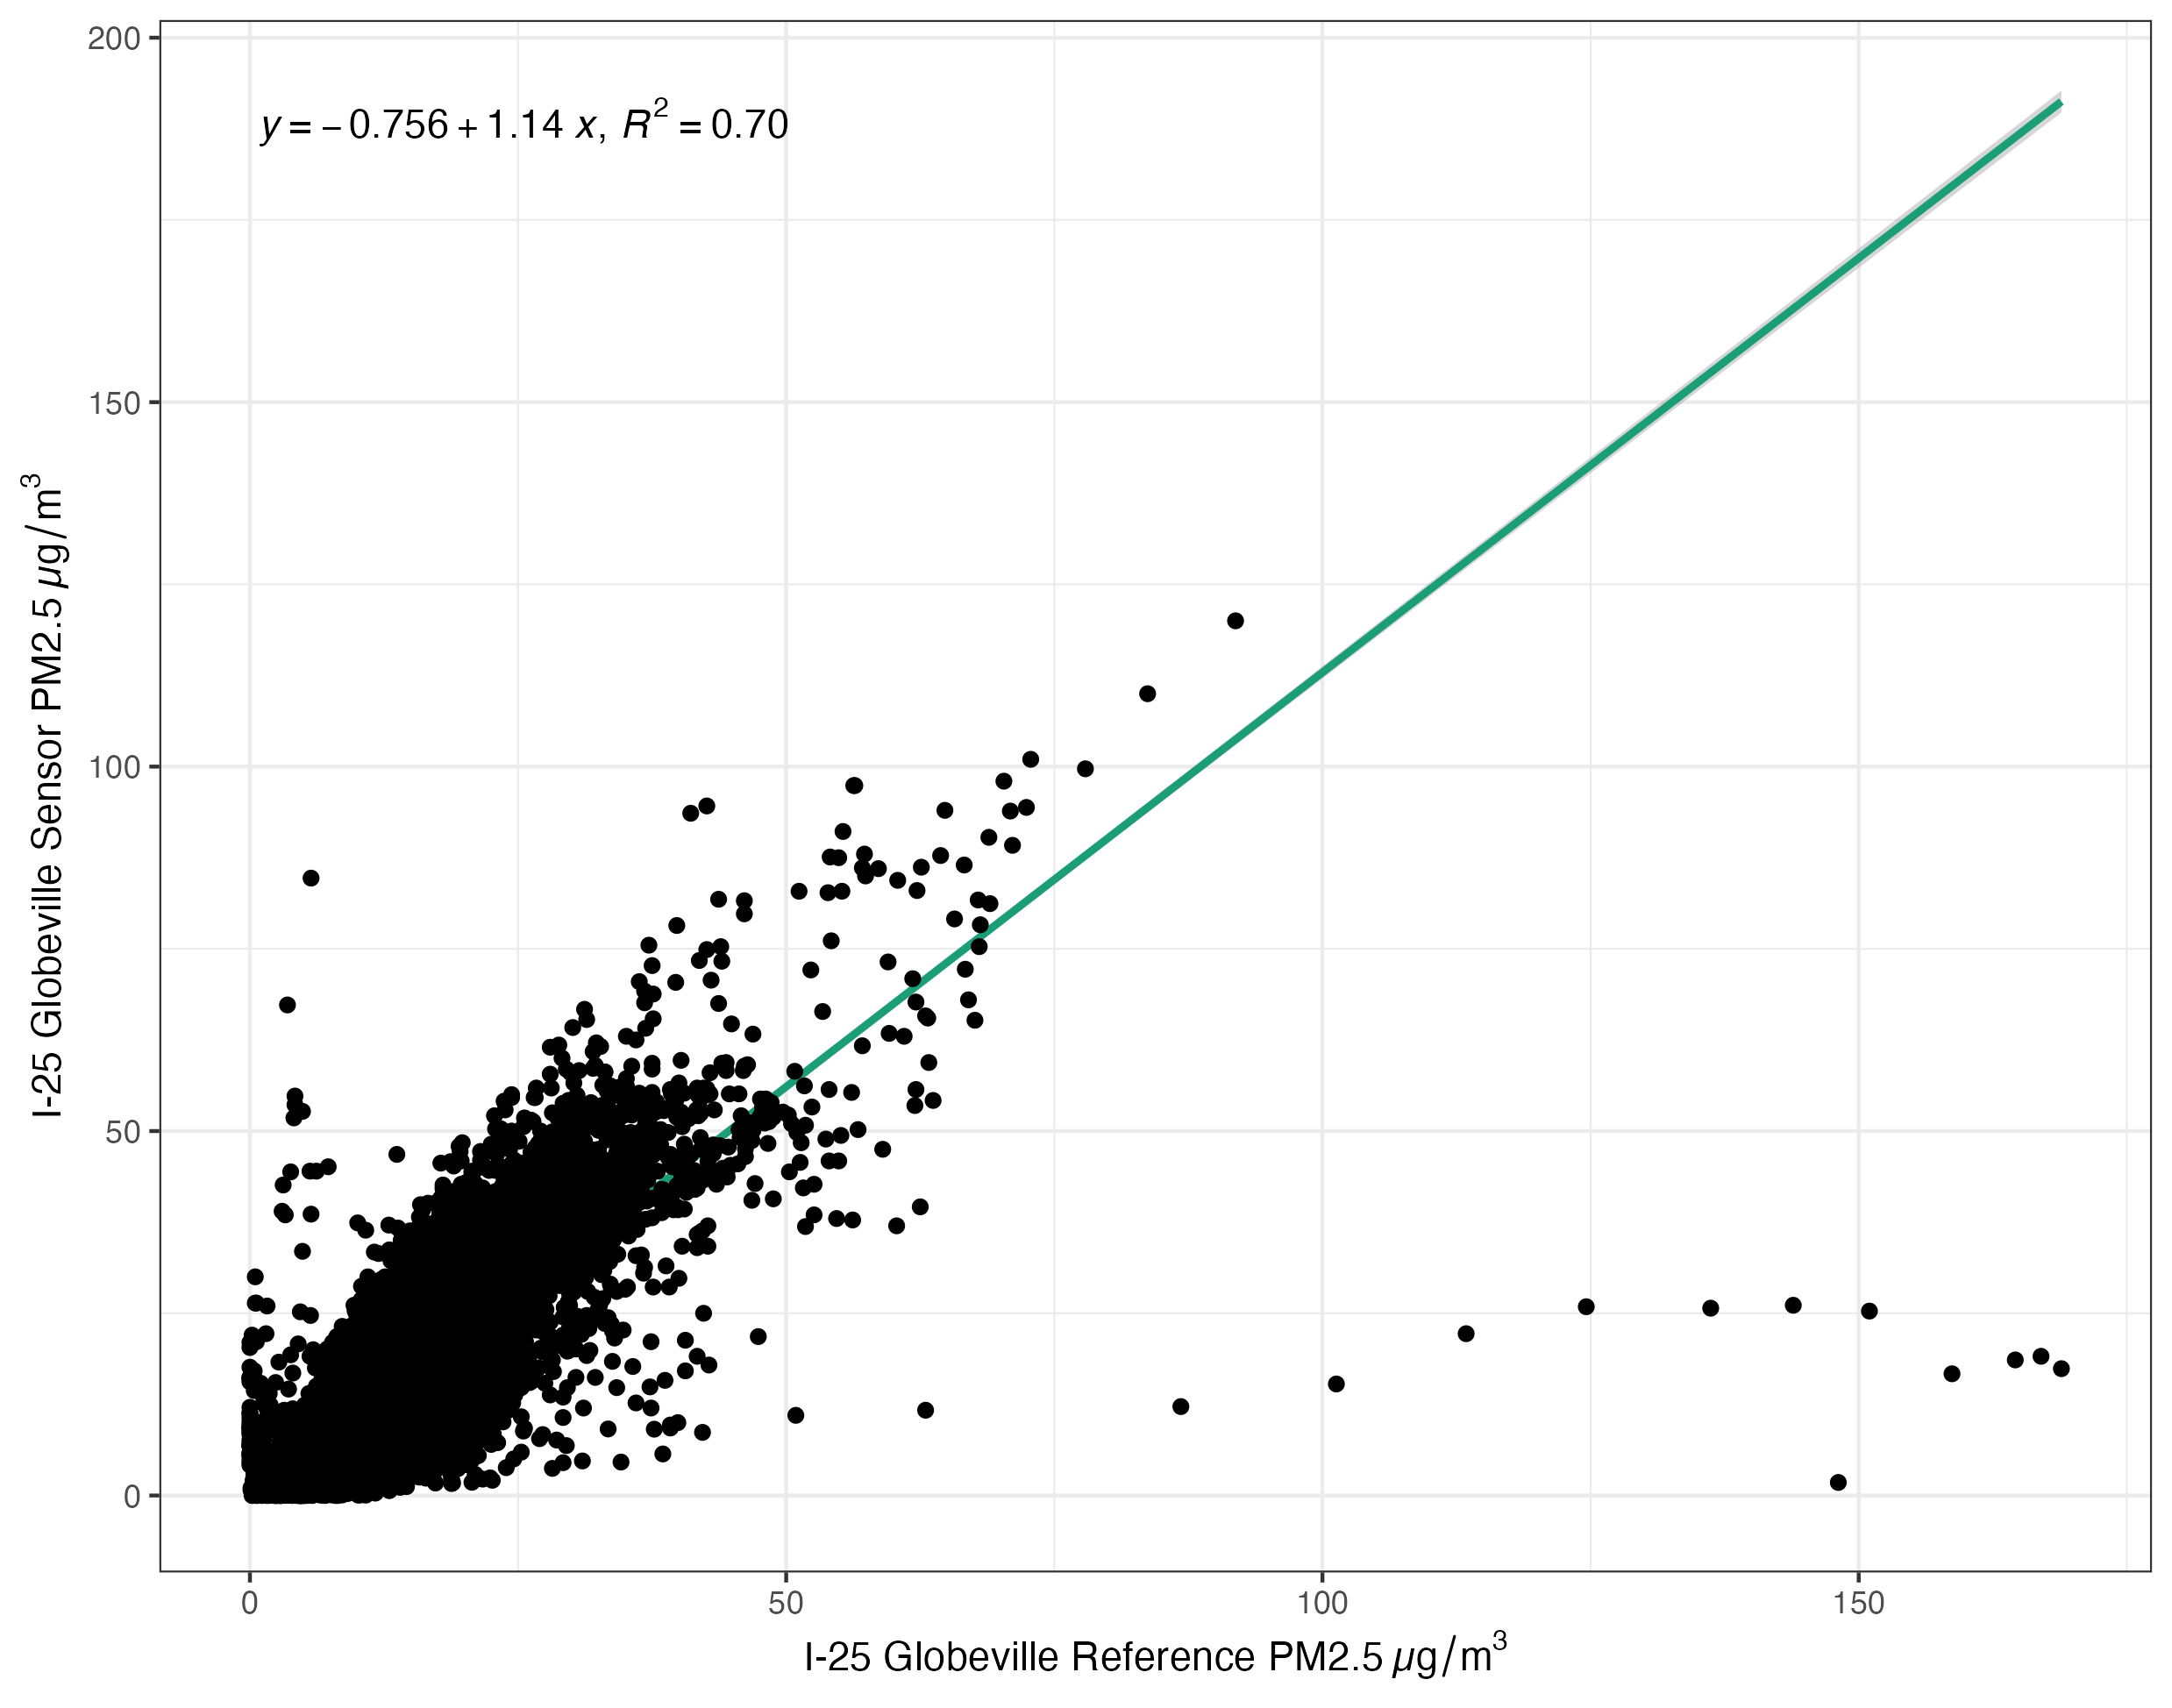 200
y = − 0.756 + 1.14 x, R² = 0.70
150
100
50
0
I-25 Globeville Sensor PM2.5 µg/m³
0 50 100 150
I-25 Globeville Reference PM2.5 µg/m³